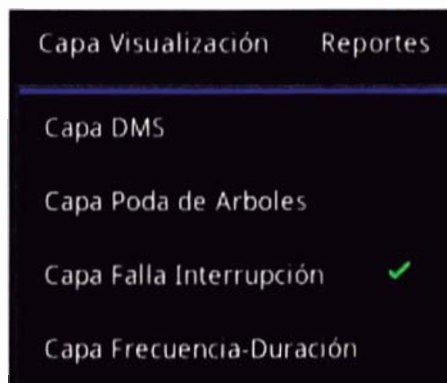 Capa Visualización Reportes
Capa DMS
Capa Poda de Arboles
Capa Falla Interrupción
Capa Frecuencia-Duración